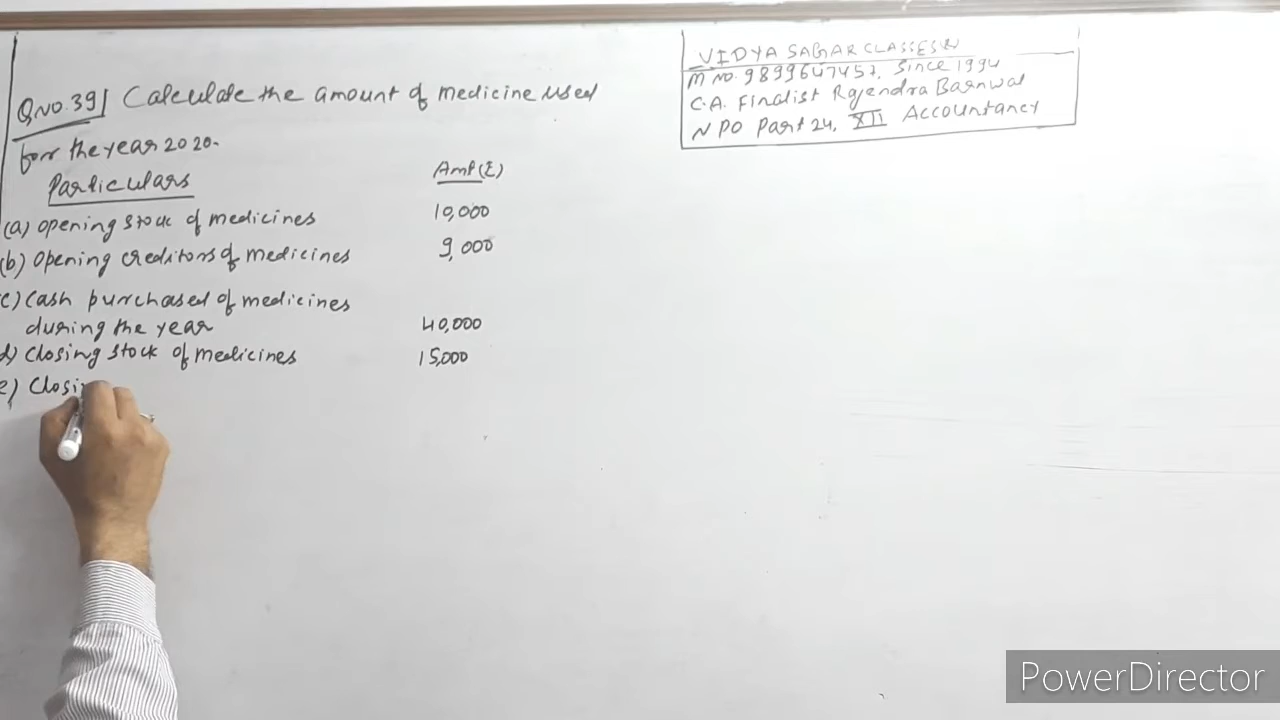 Q NO. 39| Calculate the amount of medicine used
for the year 2020.
Particulars Amt(₹)
(a) Opening stock of medicines 10,000
(b) Opening creditors of medicines 9,000
c) Cash purchased of medicines
during the year 40,000
d) Closing stock of medicines 15,000
e) Closi
VIDYA SAGAR CLASSES
M NO. 9899647457, Since 1994
C.A. Finalist Rajendra Barnwal
NPO Part 24, XII Accountancy
PowerDirector